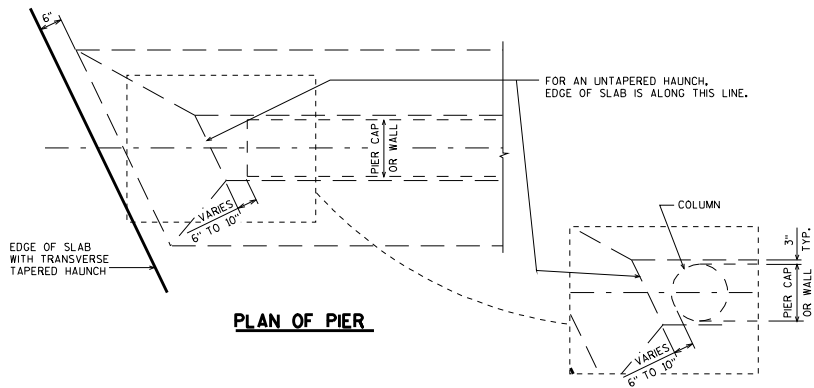 6"
FOR AN UNTAPERED HAUNCH,
EDGE OF SLAB IS ALONG THIS LINE.
PIER CAP
OR WALL
VARIES
6" TO 10"
EDGE OF SLAB
WITH TRANSVERSE
TAPERED HAUNCH
PLAN OF PIER
COLUMN
3"
TYP.
PIER CAP
OR WALL
VARIES
6" TO 10"